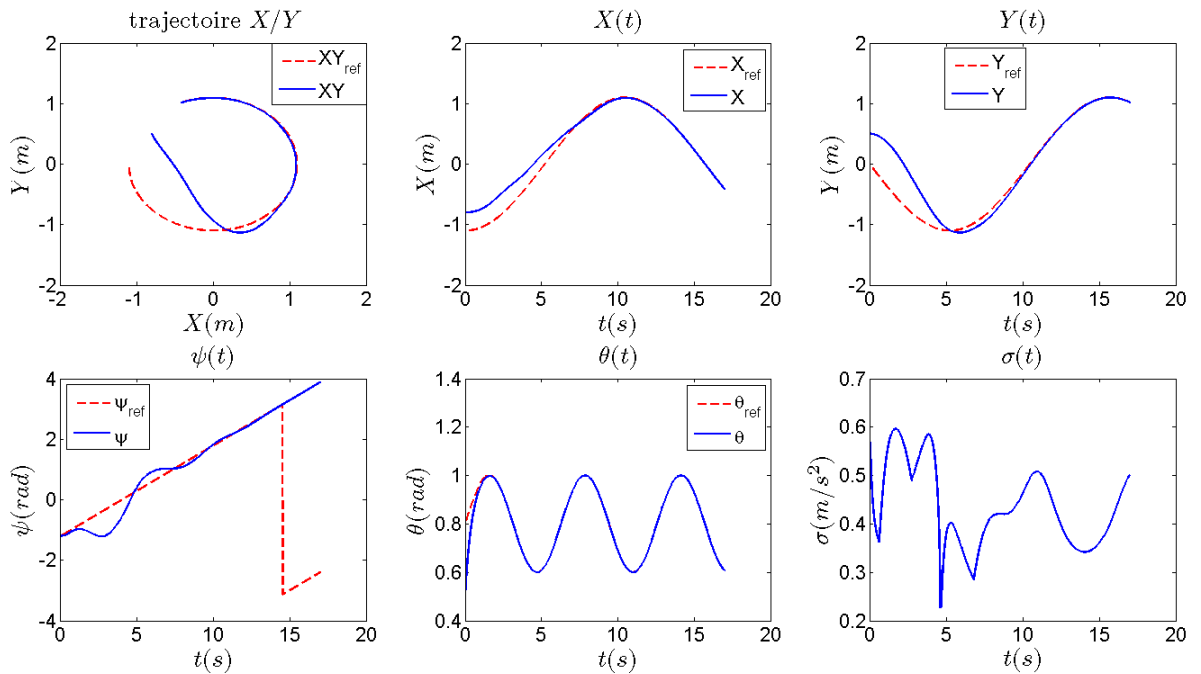 trajectoire X/Y
2
1
0
-1
-2
-2
-1
0
1
2
Y(m)
X(m)
XY_ref
XY
X(t)
2
1
0
-1
-2
0
5
10
15
20
X(m)
t(s)
X_ref
X
Y(t)
2
1
0
-1
-2
0
5
10
15
20
Y(m)
t(s)
Y_ref
Y
ψ(t)
4
2
0
-2
-4
0
5
10
15
20
ψ(rad)
t(s)
ψ_ref
ψ
θ(t)
1.4
1.2
1
0.8
0.6
0.4
0
5
10
15
20
θ(rad)
t(s)
θ_ref
θ
σ(t)
0.7
0.6
0.5
0.4
0.3
0.2
0
5
10
15
20
σ(m/s²)
t(s)